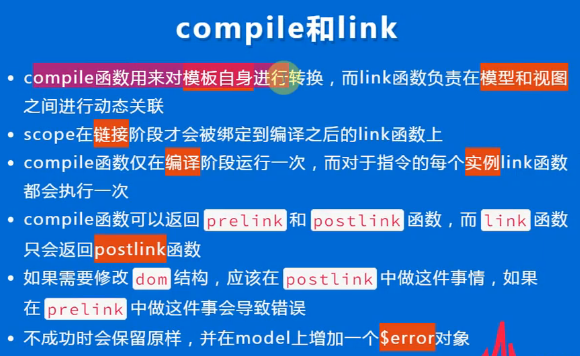 compile和link
compile函数用来对模板自身进行转换，而link函数负责在模型和视图
之间进行动态关联
scope在链接阶段才会被绑定到编译之后的link函数上
compile函数仅在编译阶段运行一次，而对于指令的每个实例link函数
都会执行一次
compile函数可以返回 prelink 和 postlink 函数，而 link 函数
只会返回postlink函数
如果需要修改 dom 结构，应该在 postlink 中做这件事情，如果
在 prelink 中做这件事会导致错误
不成功时会保留原样，并在model上增加一个$error对象